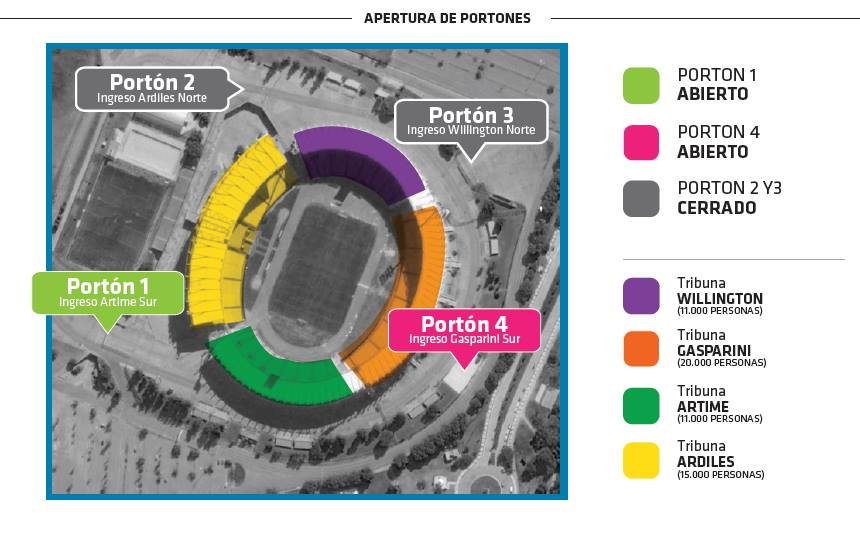 APERTURA DE PORTONES
Portón 2
Ingreso Ardiles Norte
Portón 3
Ingreso Willington Norte
Portón 1
Ingreso Artime Sur
Portón 4
Ingreso Gasparini Sur
PORTON 1
ABIERTO
PORTON 4
ABIERTO
PORTON 2 Y3
CERRADO
Tribuna
WILLINGTON
(11.000 PERSONAS)
Tribuna
GASPARINI
(20.000 PERSONAS)
Tribuna
ARTIME
(11.000 PERSONAS)
Tribuna
ARDILES
(15.000 PERSONAS)